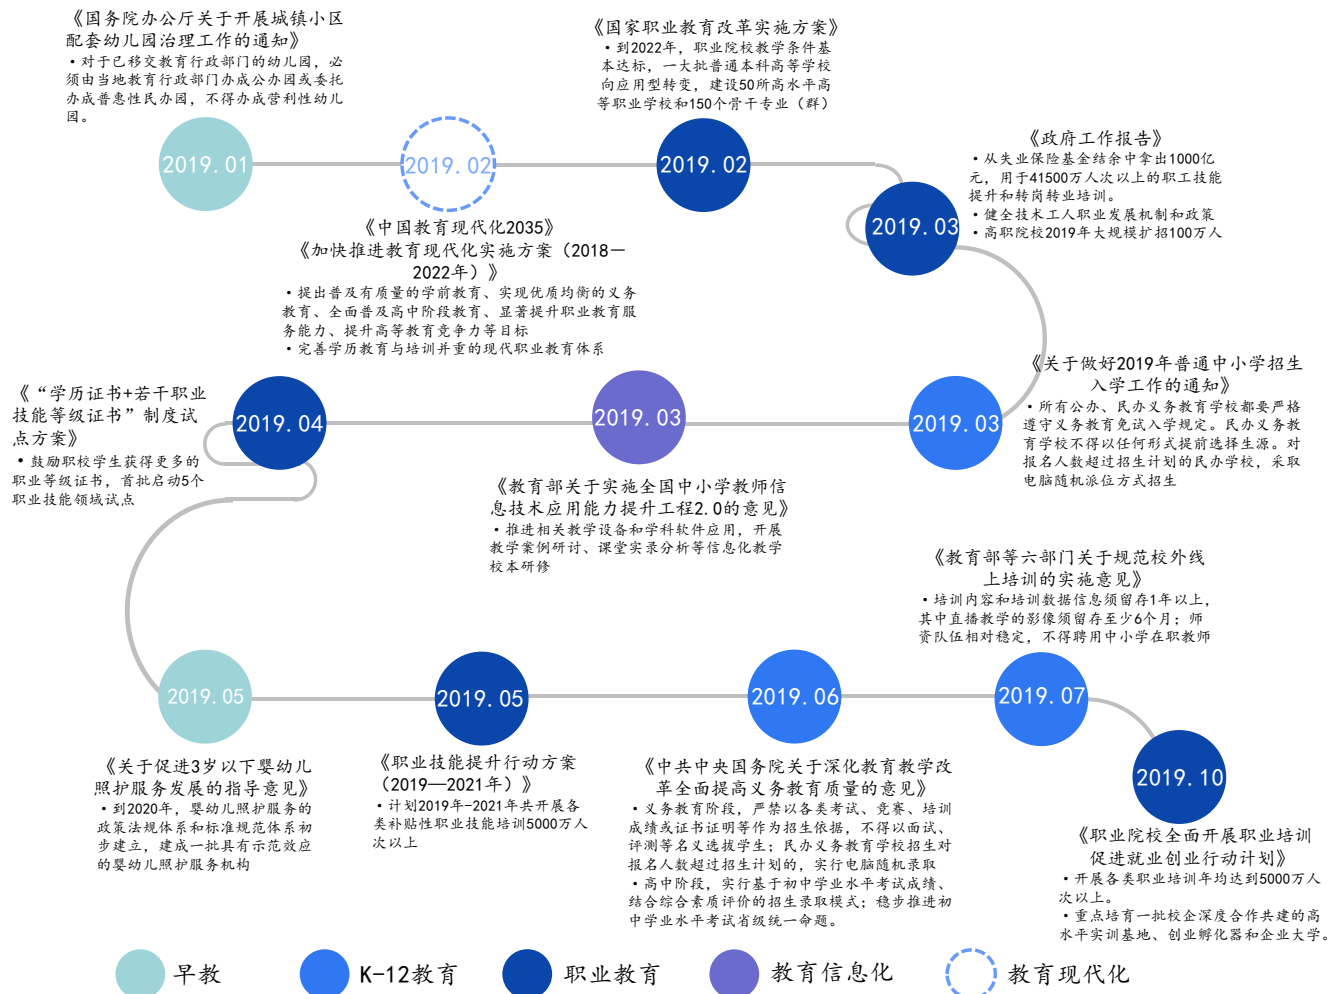 《国务院办公厅关于开展城镇小区
配套幼儿园治理工作的通知》
•对于已移交教育行政部门的幼儿园，必
须由当地教育行政部门办成公办园或委托
办成普惠性民办园，不得办成营利性幼儿
园。
2019.01
2019.02
《中国教育现代化2035》
《加快推进教育现代化实施方案（2018—
2022年）》
•提出普及有质量的学前教育、实现优质均衡的义务
教育、全面普及高中阶段教育、显著提升职业教育服
务能力、提升高等教育竞争力等目标
•完善学历教育与培训并重的现代职业教育体系
《国家职业教育改革实施方案》
•到2022年，职业院校教学条件基
本达标，一大批普通本科高等学校
向应用型转变，建设50所高水平高
等职业学校和150个骨干专业（群）
2019.02
《政府工作报告》
•从失业保险基金结余中拿出1000亿
元，用于41500万人次以上的职工技能
提升和转岗转业培训。
•健全技术工人职业发展机制和政策
•高职院校2019年大规模扩招100万人
2019.03
《关于做好2019年普通中小学招生
入学工作的通知》
•所有公办、民办义务教育学校都要严格
遵守义务教育免试入学规定。民办义务教
育学校不得以任何形式提前选择生源。对
报名人数超过招生计划的民办学校，采取
电脑随机派位方式招生
2019.03
2019.03
《教育部关于实施全国中小学教师信
息技术应用能力提升工程2.0的意见》
•推进相关教学设备和学科软件应用，开展
教学案例研讨、课堂实录分析等信息化教学
校本研修
2019.04
《“学历证书+若干职业
技能等级证书”制度试
点方案》
•鼓励职校学生获得更多的
职业等级证书，首批启动5个
职业技能领域试点
2019.05
《关于促进3岁以下婴幼儿
照护服务发展的指导意见》
•到2020年，婴幼儿照护服务的
政策法规体系和标准规范体系初
步建立，建成一批具有示范效应
的婴幼儿照护服务机构
2019.05
《职业技能提升行动方案
（2019—2021年）》
•计划2019年-2021年共开展各
类补贴性职业技能培训5000万人
次以上
2019.06
《中共中央国务院关于深化教育教学改
革全面提高义务教育质量的意见》
•义务教育阶段，严禁以各类考试、竞赛、培训
成绩或证书证明等作为招生依据，不得以面试、
评测等名义选拔学生；民办义务教育学校招生对
报名人数超过招生计划的，实行电脑随机录取
•高中阶段，实行基于初中学业水平考试成绩、
结合综合素质评价的招生录取模式；稳步推进初
中学业水平考试省级统一命题。
《教育部等六部门关于规范校外线
上培训的实施意见》
•培训内容和培训数据信息须留存1年以上，
其中直播教学的影像须留存至少6个月；师
资队伍相对稳定，不得聘用中小学在职教师
2019.07
2019.10
《职业院校全面开展职业培训
促进就业创业行动计划》
•开展各类职业培训年均达到5000万人
次以上。
•重点培育一批校企深度合作共建的高
水平实训基地、创业孵化器和企业大学。
早教
K-12教育
职业教育
教育信息化
教育现代化